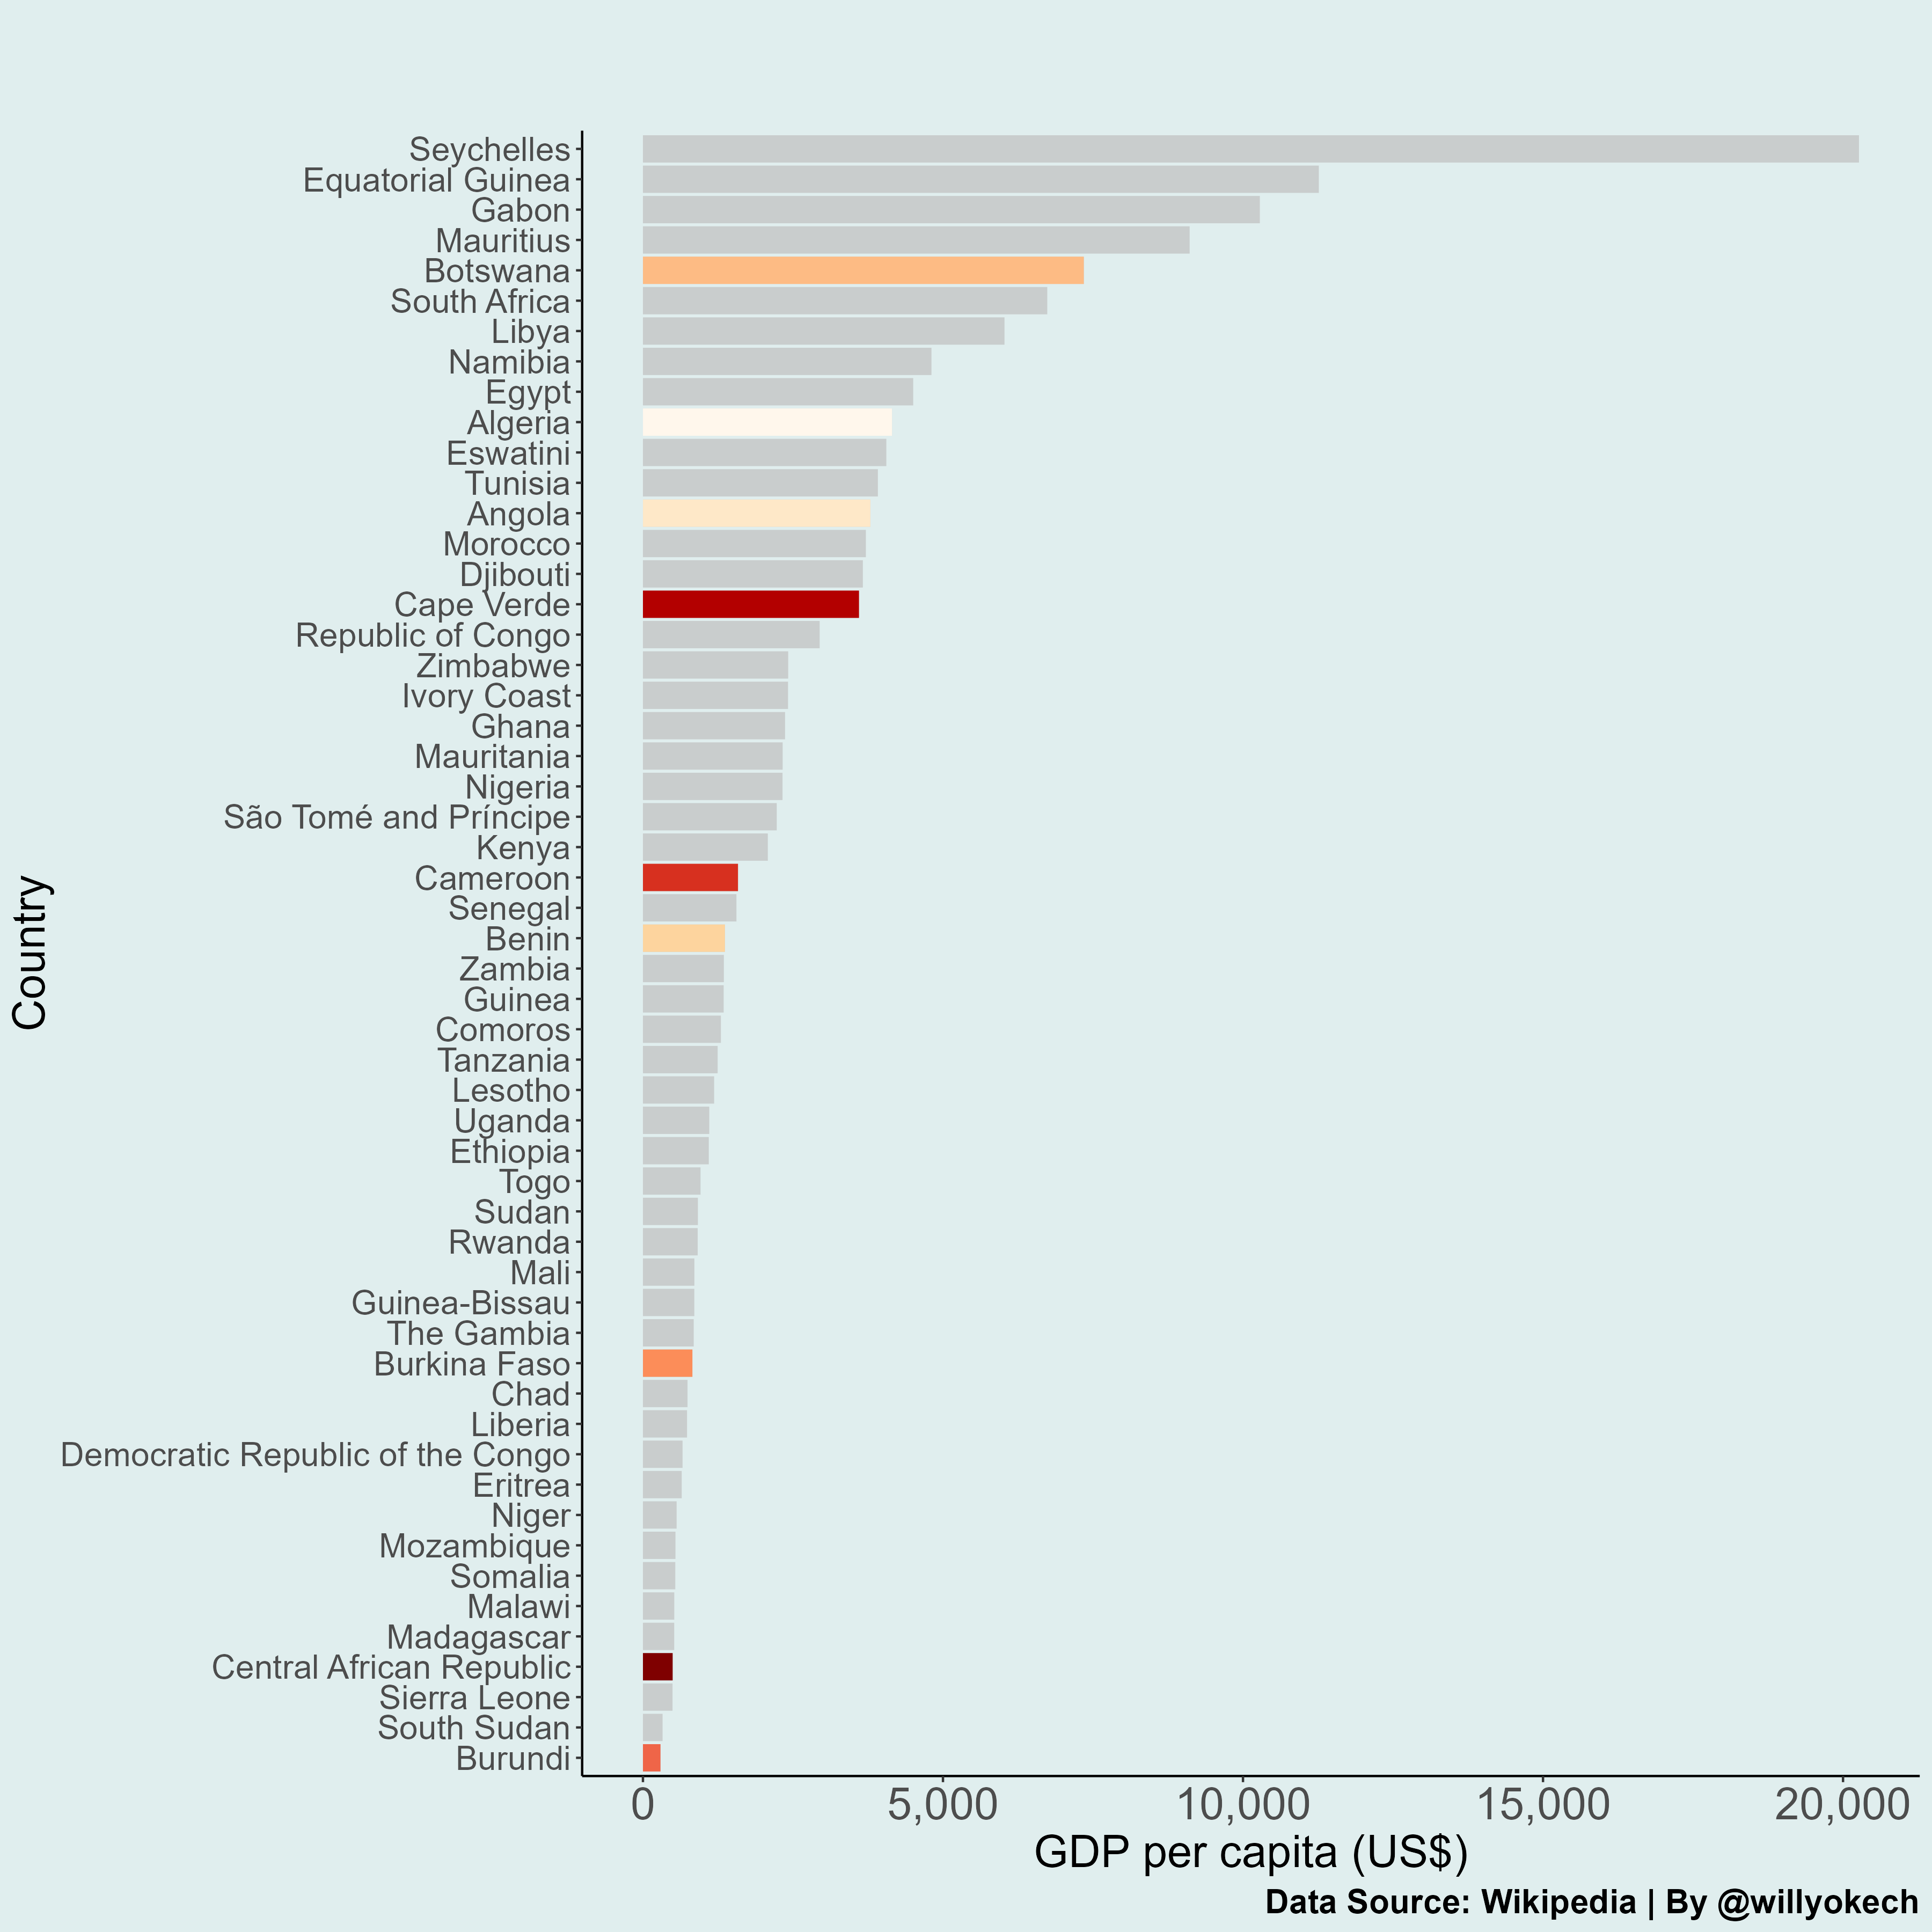 Seychelles
Equatorial Guinea
Gabon
Mauritius
Botswana
South Africa
Libya
Namibia
Egypt
Algeria
Eswatini
Tunisia
Angola
Morocco
Djibouti
Cape Verde
Republic of Congo
Zimbabwe
Ivory Coast
Ghana
Mauritania
Nigeria
São Tomé and Príncipe
Kenya
Cameroon
Senegal
Benin
Zambia
Guinea
Comoros
Tanzania
Lesotho
Uganda
Ethiopia
Togo
Sudan
Rwanda
Mali
Guinea-Bissau
The Gambia
Burkina Faso
Chad
Liberia
Democratic Republic of the Congo
Eritrea
Niger
Mozambique
Somalia
Malawi
Madagascar
Central African Republic
Sierra Leone
South Sudan
Burundi
Country
0 5,000 10,000 15,000 20,000
GDP per capita (US$)
Data Source: Wikipedia | By @willyokech